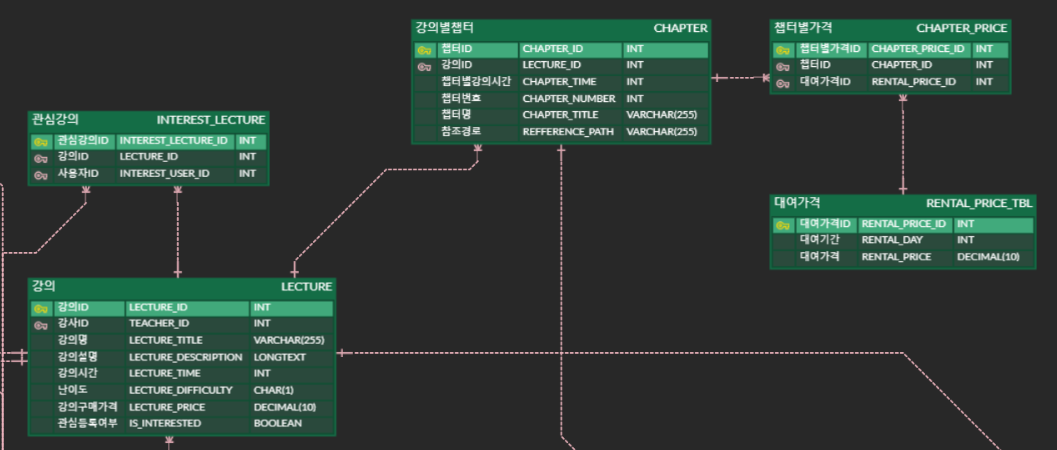 강의별챕터 CHAPTER
챕터ID CHAPTER_ID INT
강의ID LECTURE_ID INT
챕터별강의시간 CHAPTER_TIME INT
챕터번호 CHAPTER_NUMBER INT
챕터명 CHAPTER_TITLE VARCHAR(255)
참조경로 REFFERENCE_PATH VARCHAR(255)
챕터별가격 CHAPTER_PRICE
챕터별가격ID CHAPTER_PRICE_ID INT
챕터ID CHAPTER_ID INT
대여가격ID RENTAL_PRICE_ID INT
관심강의 INTEREST_LECTURE
관심강의ID INTEREST_LECTURE_ID INT
강의ID LECTURE_ID INT
사용자ID INTEREST_USER_ID INT
대여가격 RENTAL_PRICE_TBL
대여가격ID RENTAL_PRICE_ID INT
대여기간 RENTAL_DAY INT
대여가격 RENTAL_PRICE DECIMAL(10)
강의 LECTURE
강의ID LECTURE_ID INT
강사ID TEACHER_ID INT
강의명 LECTURE_TITLE VARCHAR(255)
강의설명 LECTURE_DESCRIPTION LONGTEXT
강의시간 LECTURE_TIME INT
난이도 LECTURE_DIFFICULTY CHAR(1)
강의구매가격 LECTURE_PRICE DECIMAL(10)
관심등록여부 IS_INTERESTED BOOLEAN